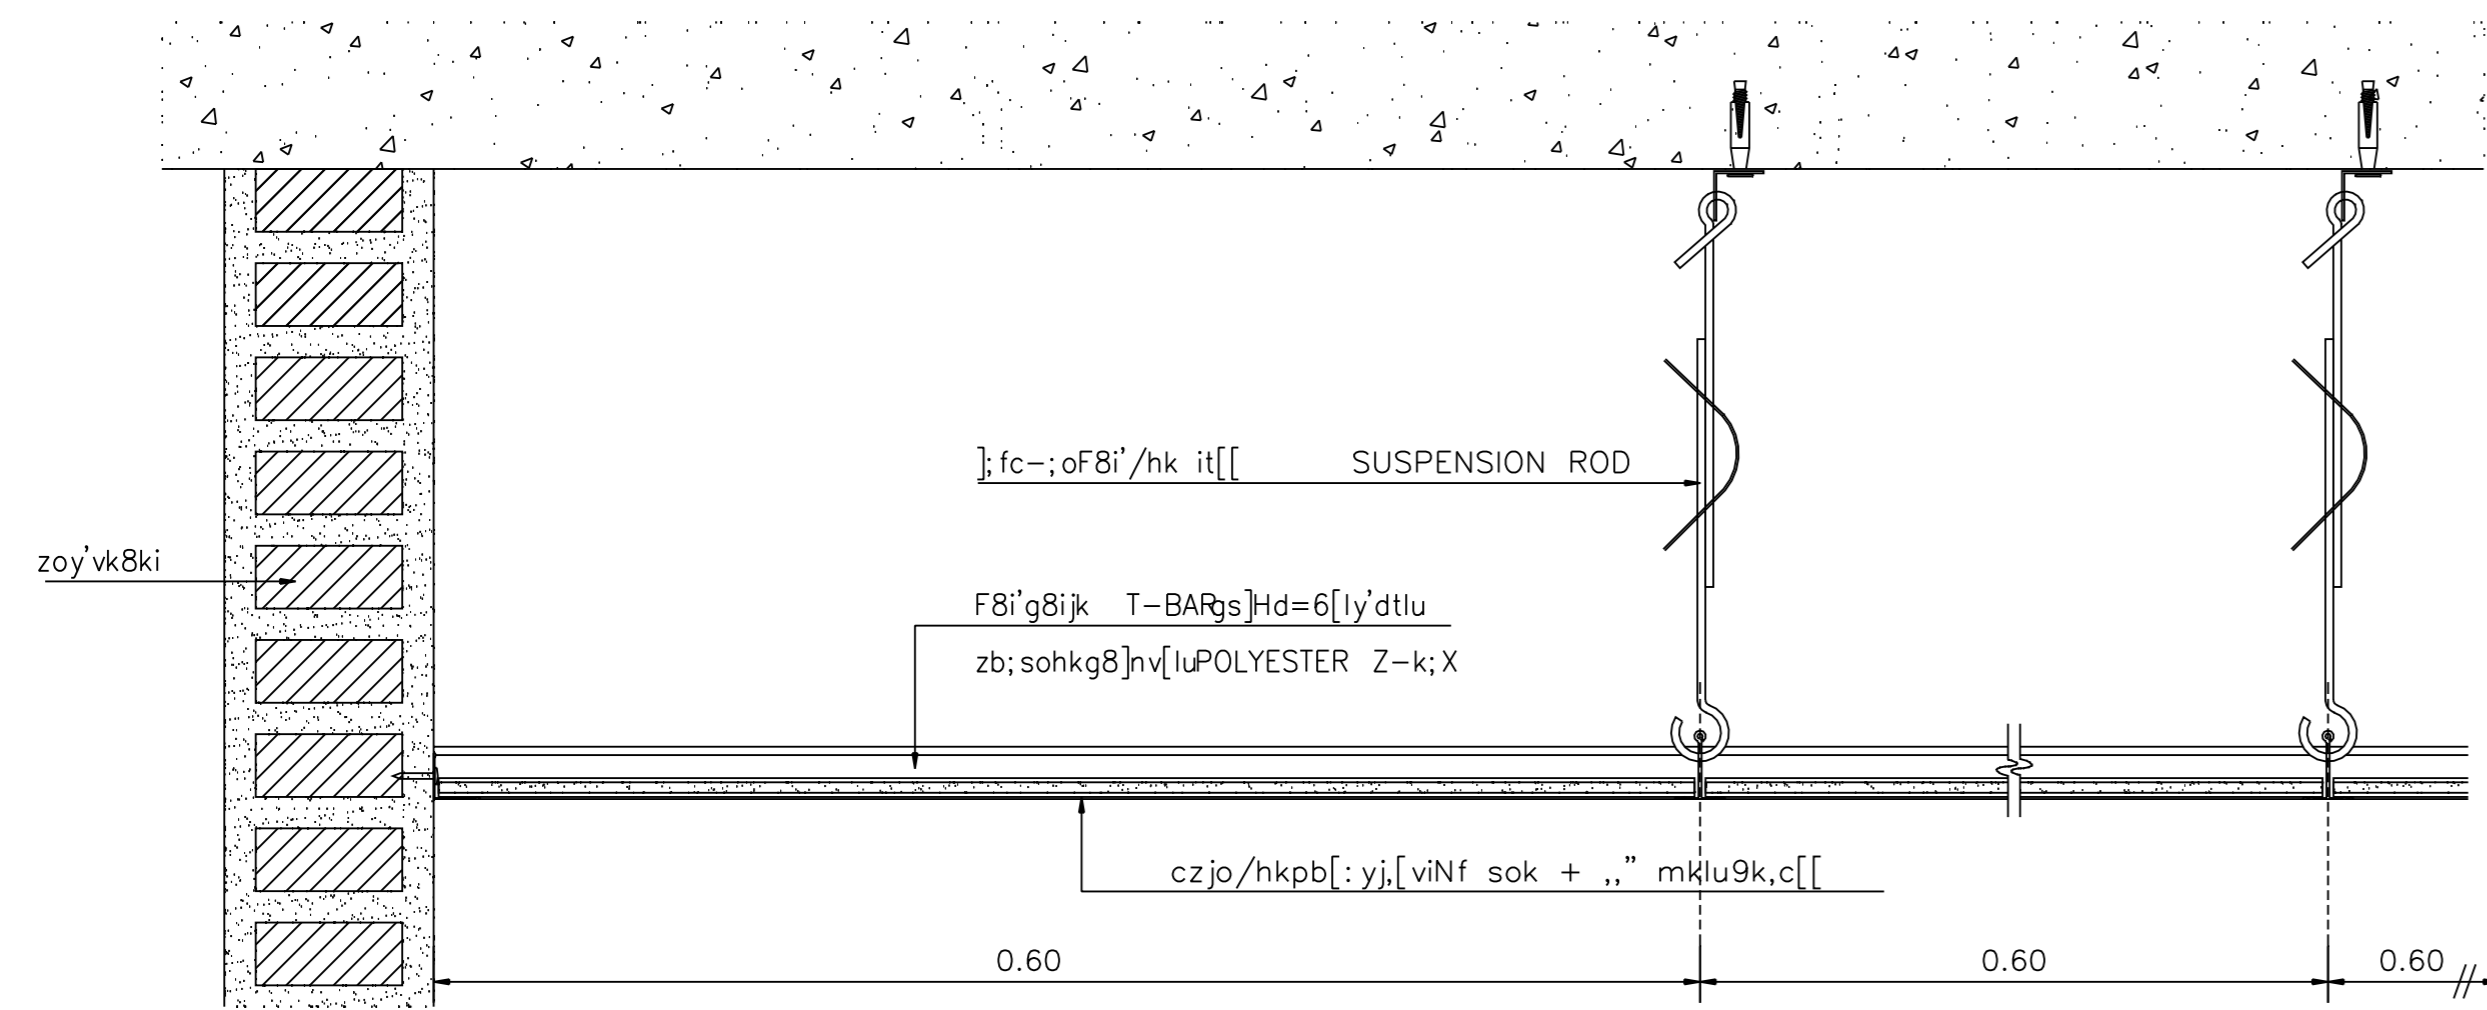 ];fc-;oF8i'/hk it[[ SUSPENSION ROD
zoy'vk8ki
F8i'g8ijk T-BARgs]Hd=6[ly'dtlu
zb;sohkg8]nv[luPOLYESTER Z-k;X
czjo/hkpb[:yj,[viNf sok + ,,” mklu9k,c[[
0.60 0.60 0.60